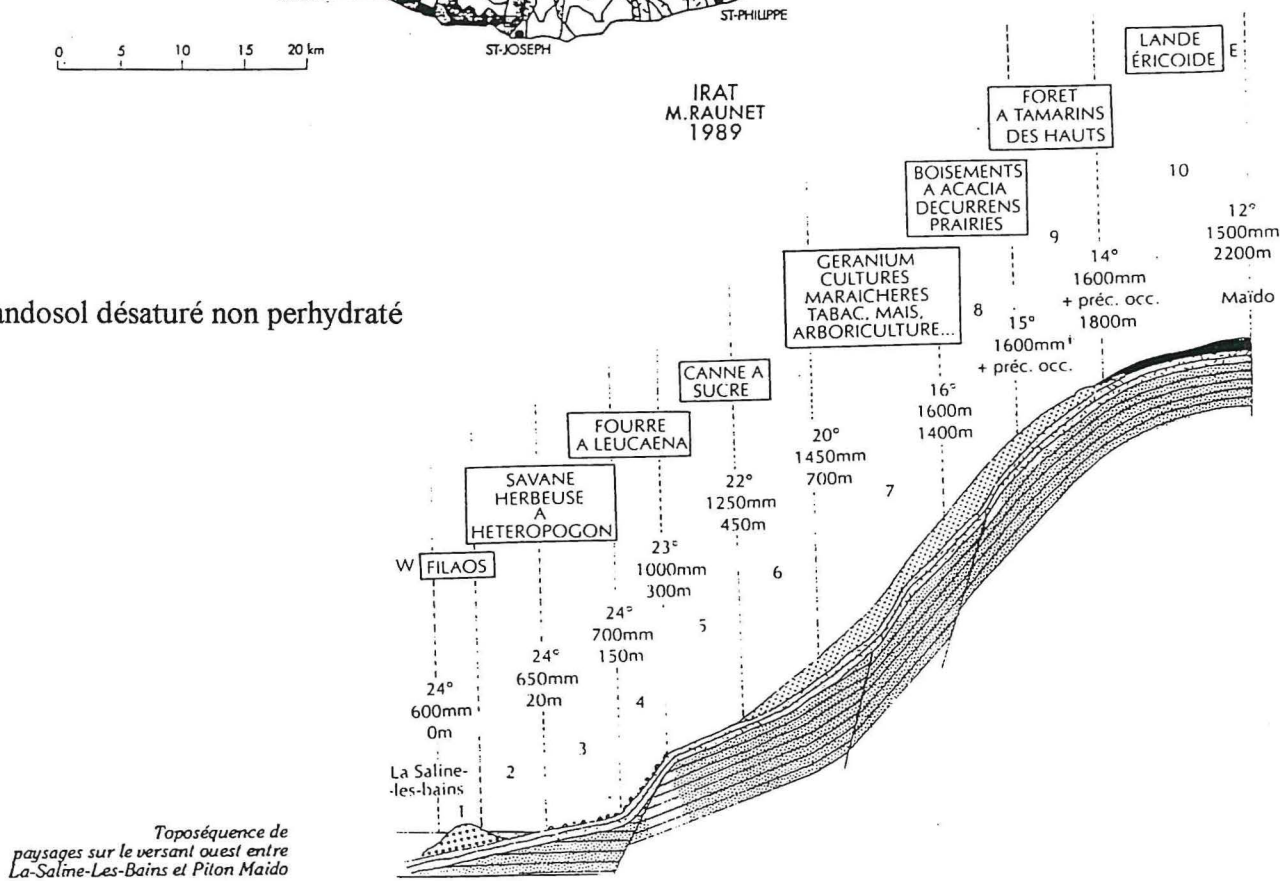 ST-PHILIPPE
ST-JOSEPH
0 5 10 15 20 km
IRAT
M.RAUNET
1989
andosol désaturé non perhydraté
LANDE
ÉRICOIDE
E
FORET
A TAMARINS
DES HAUTS
BOISEMENTS
A ACACIA
DECURRENS
PRAIRIES
GERANIUM
CULTURES
MARAICHERES
TABAC, MAIS,
ARBORICULTURE...
CANNE A
SUCRE
FOURRE
A LEUCAENA
SAVANE
HERBEUSE
A
HETEROPOGON
W
FILAOS
10
12°
1500mm
2200m
Maïdo
9
14°
1600mm
+ préc. occ.
1800m
8
15°
1600mm
+ préc. occ.
16°
1600m
1400m
7
20°
1450mm
700m
6
22°
1250mm
450m
5
23°
1000mm
300m
4
24°
700mm
150m
3
24°
650mm
20m
2
24°
600mm
0m
La Saline-
-les-bains
1
Toposéquence de
paysages sur le versant ouest entre
La-Saline-Les-Bains et Piton Maido